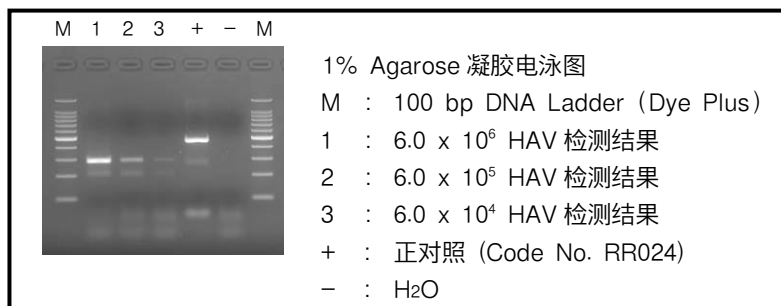 M 1 2 3 + − M
1% Agarose 凝胶电泳图
M : 100 bp DNA Ladder (Dye Plus)
1 : 6.0 x 10⁶ HAV 检测结果
2 : 6.0 x 10⁵ HAV 检测结果
3 : 6.0 x 10⁴ HAV 检测结果
+ : 正对照 (Code No. RR024)
− : H₂O